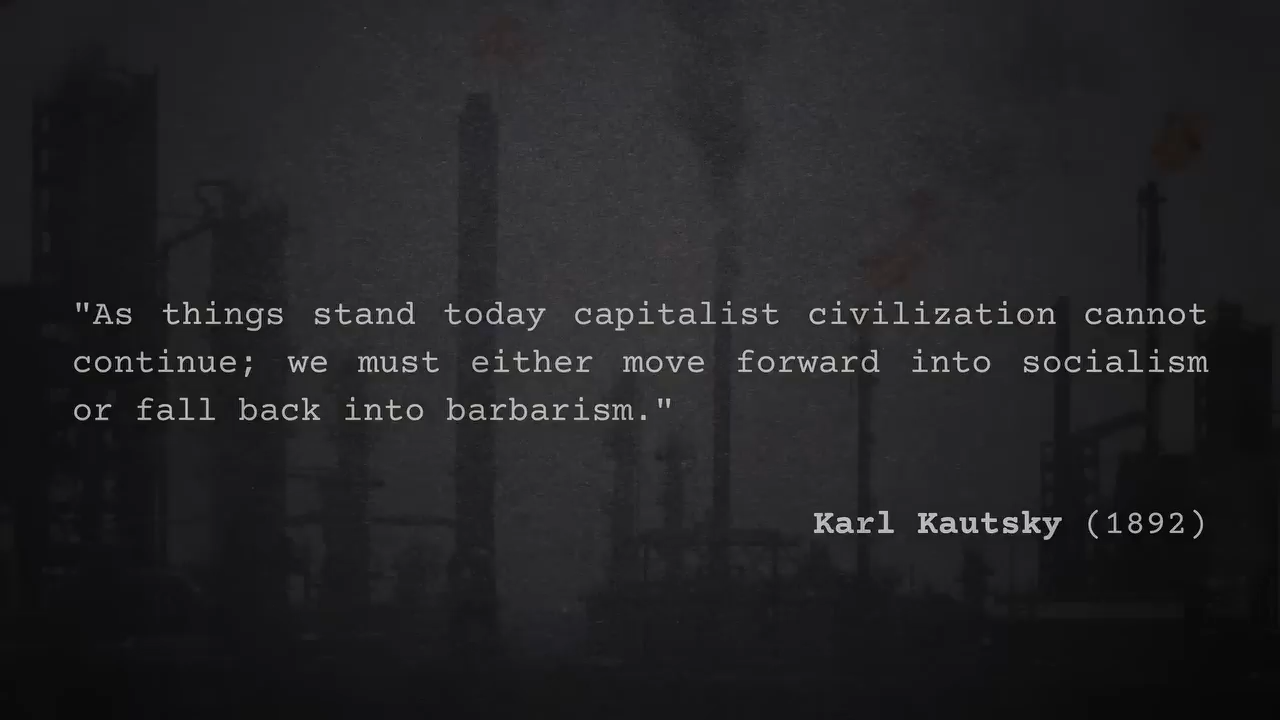 "As things stand today capitalist civilization cannot
continue; we must either move forward into socialism
or fall back into barbarism."
Karl Kautsky (1892)